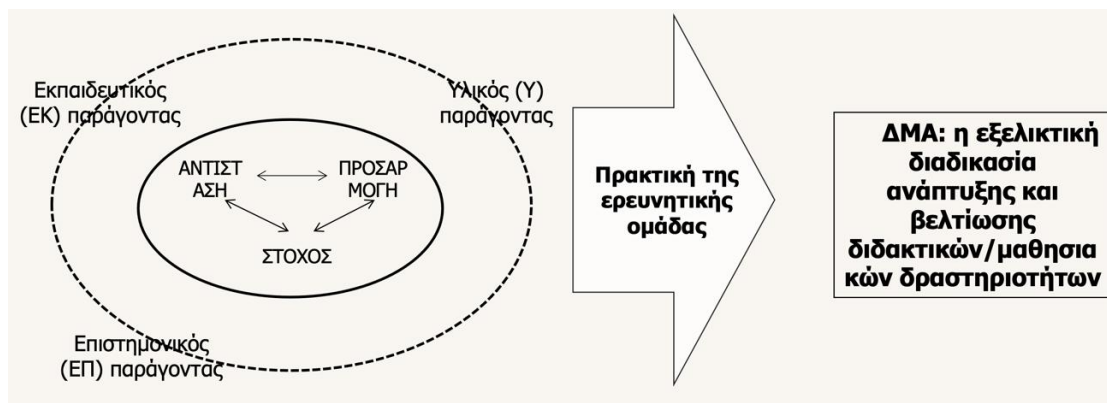 Εκπαιδευτικός
(ΕΚ) παράγοντας
Υλικός (Υ)
παράγοντας
ΑΝΤΙΣΤ
ΑΣΗ
ΠΡΟΣΑΡ
ΜΟΓΗ
ΣΤΟΧΟΣ
Επιστημονικός
(ΕΠ) παράγοντας
Πρακτική της
ερευνητικής
ομάδας
ΔΜΑ: η εξελικτική
διαδικασία
ανάπτυξης και
βελτίωσης
διδακτικών/μαθησια
κών δραστηριοτήτων